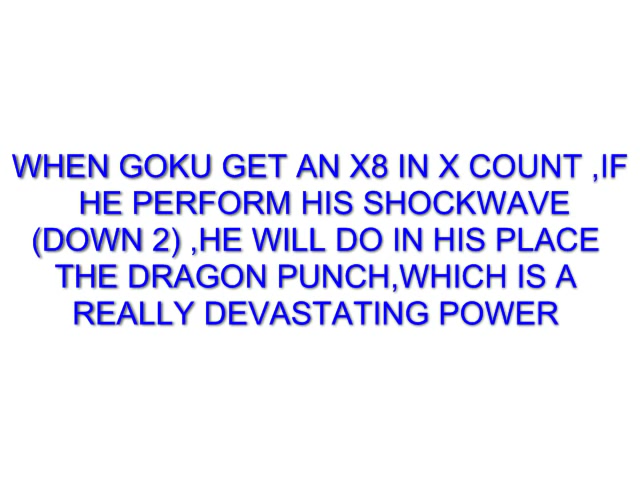 WHEN GOKU GET AN X8 IN X COUNT ,IF
HE PERFORM HIS SHOCKWAVE
(DOWN 2) ,HE WILL DO IN HIS PLACE
THE DRAGON PUNCH,WHICH IS A
REALLY DEVASTATING POWER